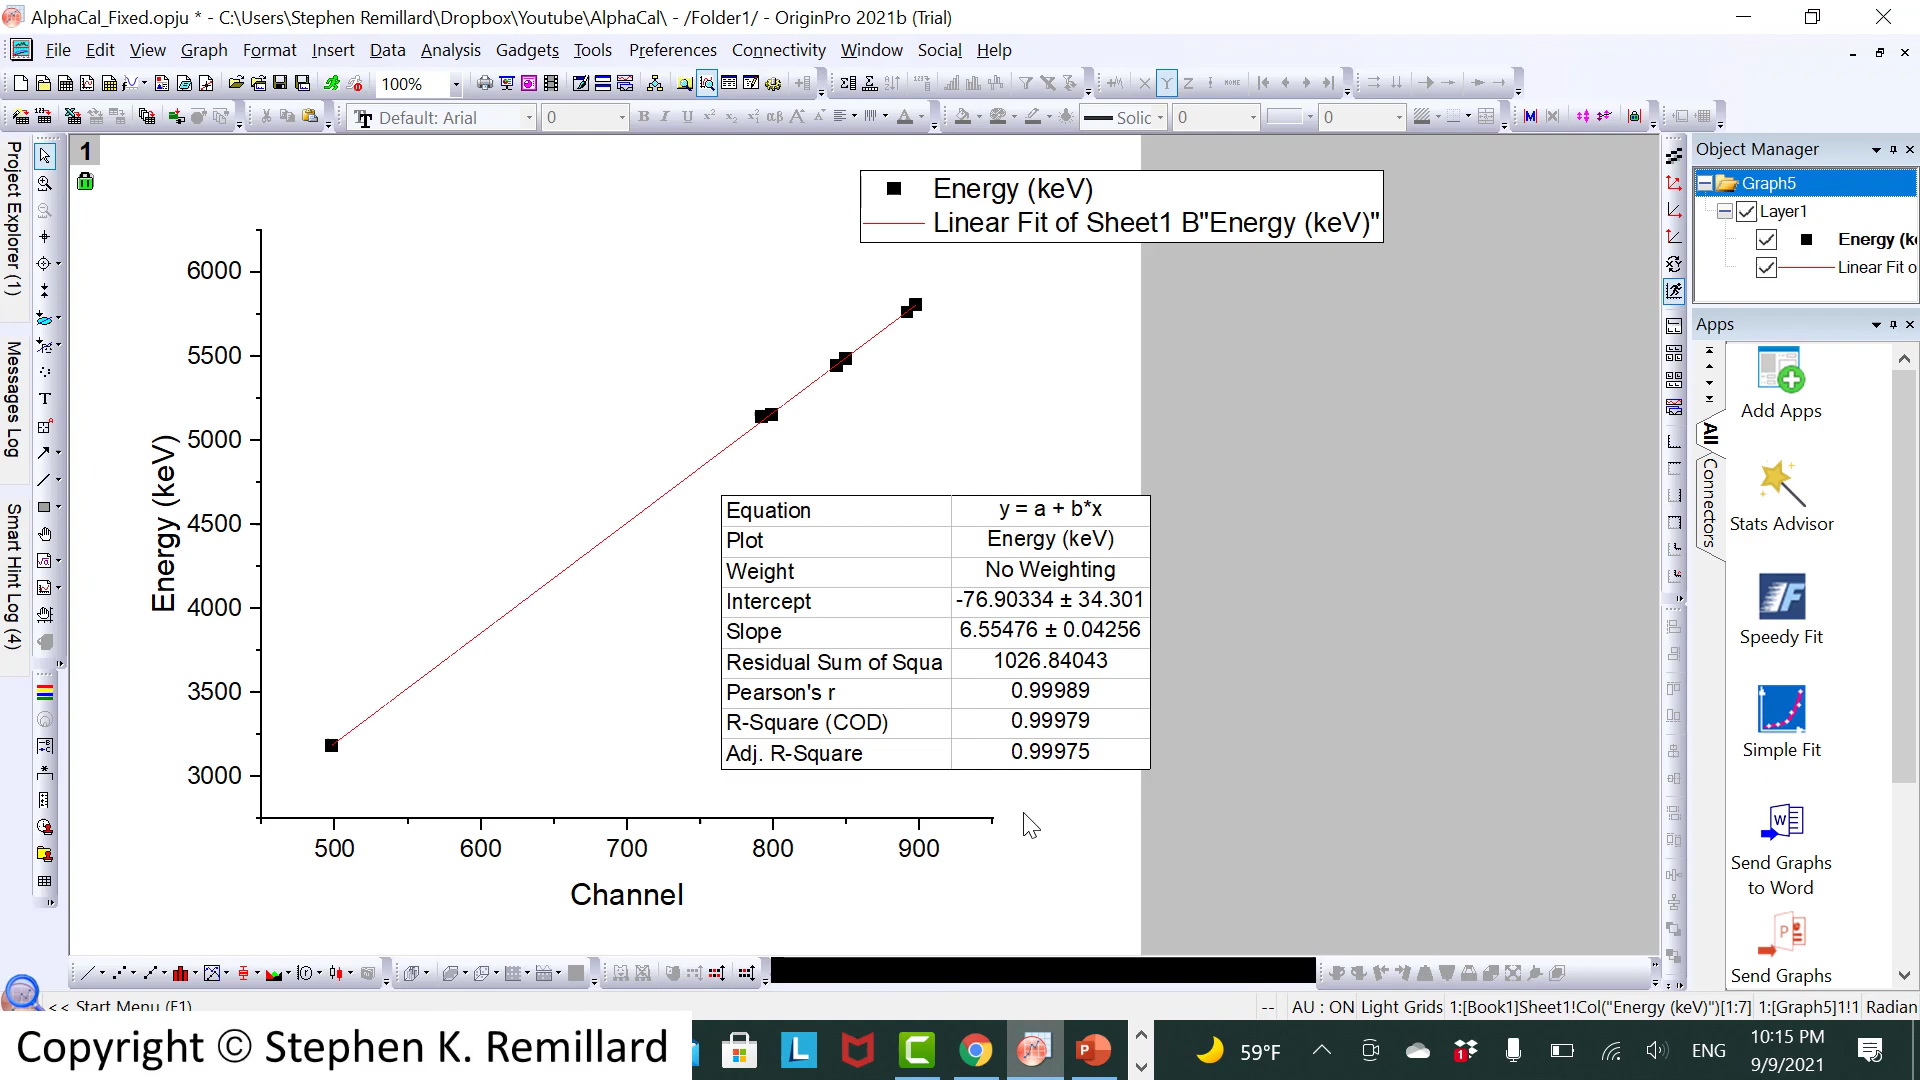 AlphaCal_Fixed.opju * - C:\Users\Stephen Remillard\Dropbox\Youtube\AlphaCal\ - /Folder1/ - OriginPro 2021b (Trial)
File Edit View Graph Format Insert Data Analysis Gadgets Tools Preferences Connectivity Window Social Help
100%
Default: Arial 0 B I U Solic 0 0
Project Explorer (1)
Messages Log
Smart Hint Log (4)
1
Energy (keV)
Linear Fit of Sheet1 B"Energy (keV)"
6000
5500
5000
4500
4000
3500
3000
Energy (keV)
500 600 700 800 900
Channel
Equation y = a + b*x
Plot Energy (keV)
Weight No Weighting
Intercept -76.90334 ± 34.301
Slope 6.55476 ± 0.04256
Residual Sum of Squa 1026.84043
Pearson's r 0.99989
R-Square (COD) 0.99979
Adj. R-Square 0.99975
Object Manager
Graph5
Layer1
Energy (k
Linear Fit o
Apps
All
Connectors
Add Apps
Stats Advisor
Speedy Fit
Simple Fit
Send Graphs
to Word
Send Graphs
<< Start Menu (F1)
-- AU : ON Light Grids 1:[Book1]Sheet1!Col("Energy (keV)")[1:7] 1:[Graph5]1!1 Radian
Copyright © Stephen K. Remillard
59°F
ENG
10:15 PM
9/9/2021